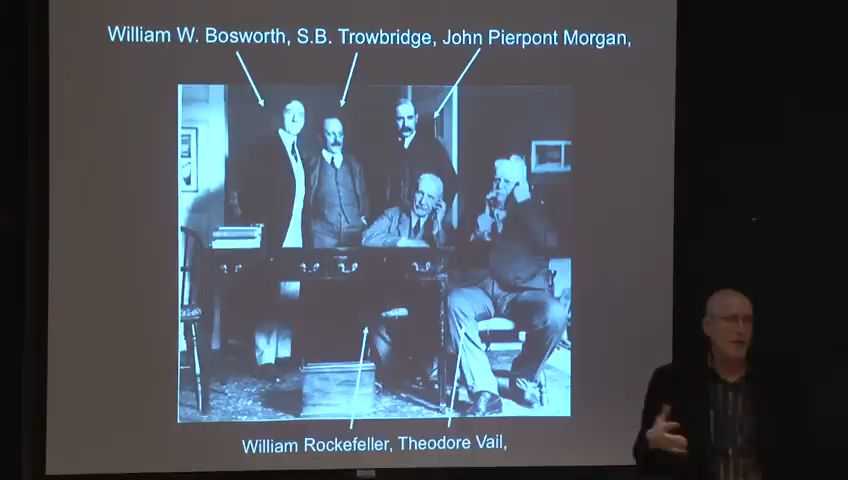 William W. Bosworth, S.B. Trowbridge, John Pierpont Morgan,
William Rockefeller, Theodore Vail,